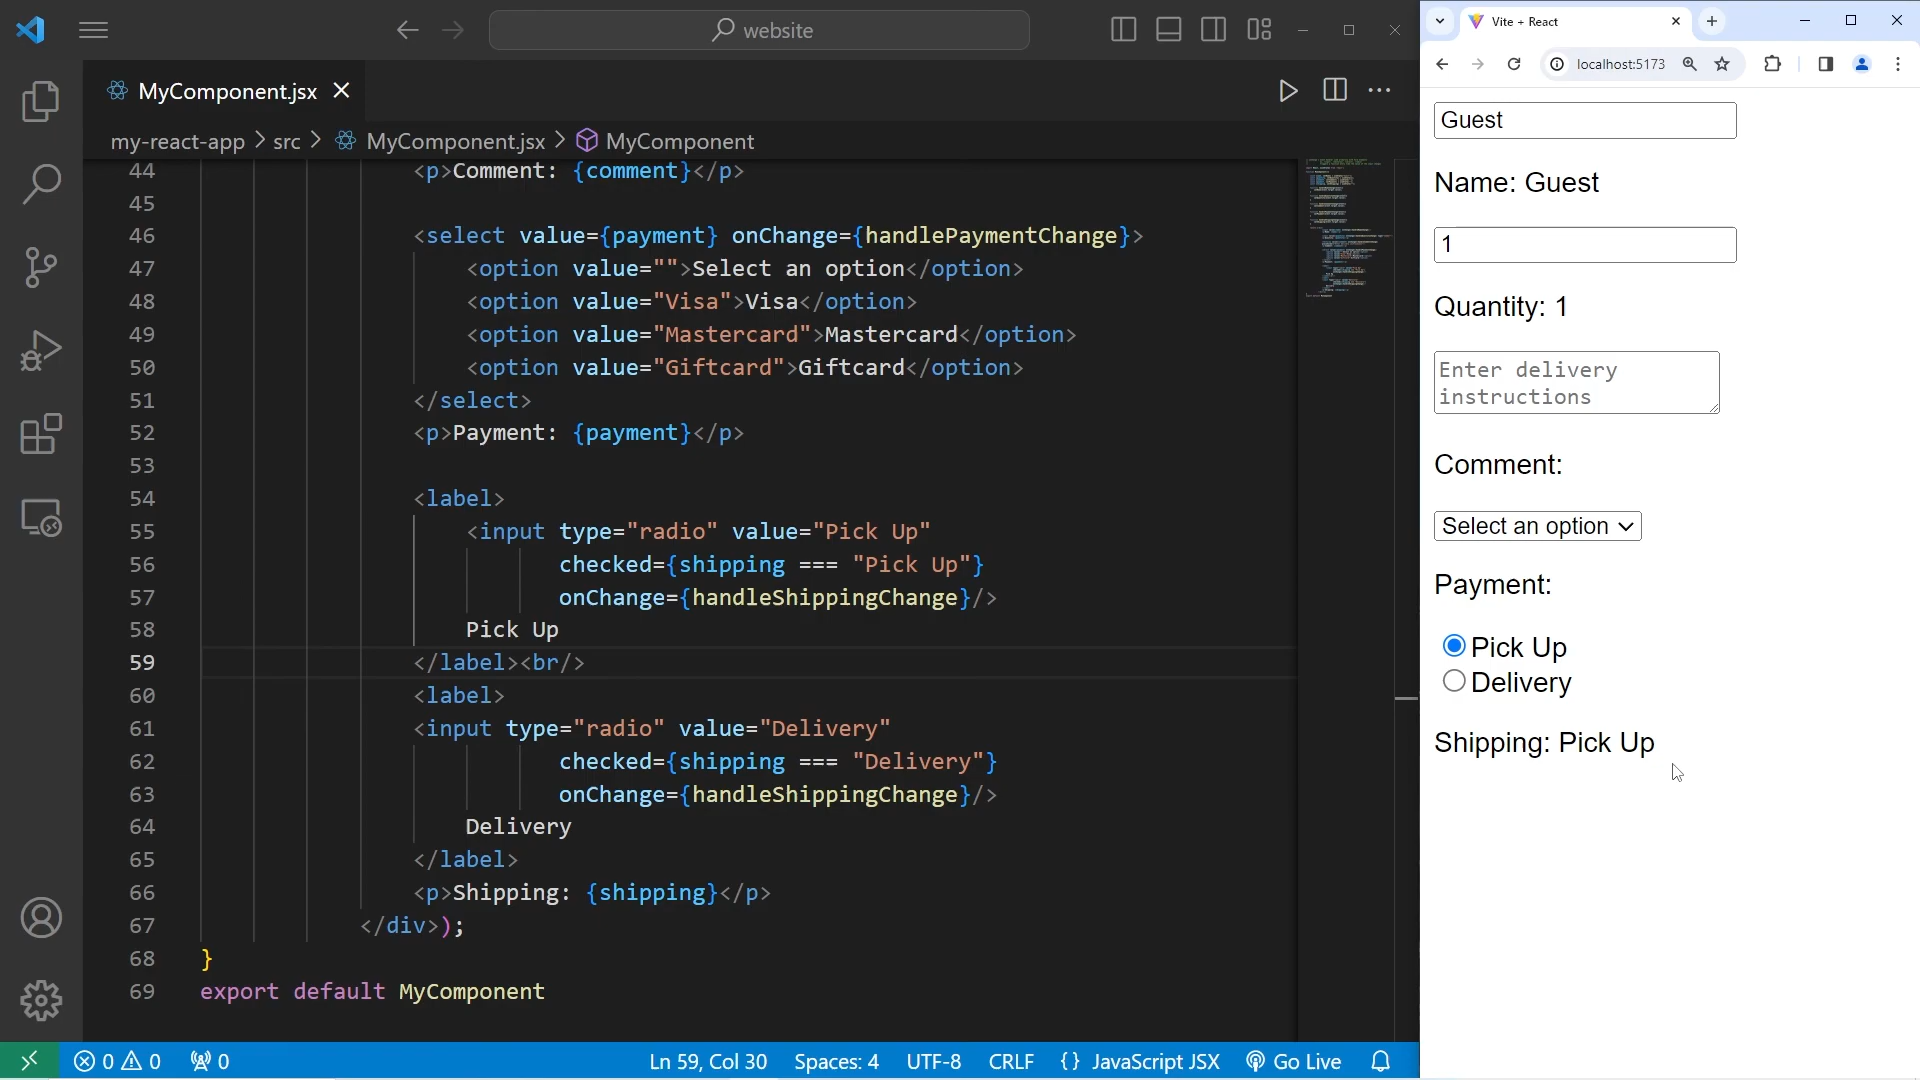 website
MyComponent.jsx
my-react-app > src > MyComponent.jsx > MyComponent
44 <p>Comment: {comment}</p>
45
46 <select value={payment} onChange={handlePaymentChange}>
47 <option value="">Select an option</option>
48 <option value="Visa">Visa</option>
49 <option value="Mastercard">Mastercard</option>
50 <option value="Giftcard">Giftcard</option>
51 </select>
52 <p>Payment: {payment}</p>
53
54 <label>
55 <input type="radio" value="Pick Up"
56 checked={shipping === "Pick Up"}
57 onChange={handleShippingChange}/>
58 Pick Up
59 </label><br/>
60 <label>
61 <input type="radio" value="Delivery"
62 checked={shipping === "Delivery"}
63 onChange={handleShippingChange}/>
64 Delivery
65 </label>
66 <p>Shipping: {shipping}</p>
67 </div>);
68 }
69 export default MyComponent
0 0 0 Ln 59, Col 30 Spaces: 4 UTF-8 CRLF {} JavaScript JSX Go Live
Vite + React
localhost:5173
Guest
Name: Guest
1
Quantity: 1
Enter delivery
instructions
Comment:
Select an option
Payment:
Pick Up
Delivery
Shipping: Pick Up